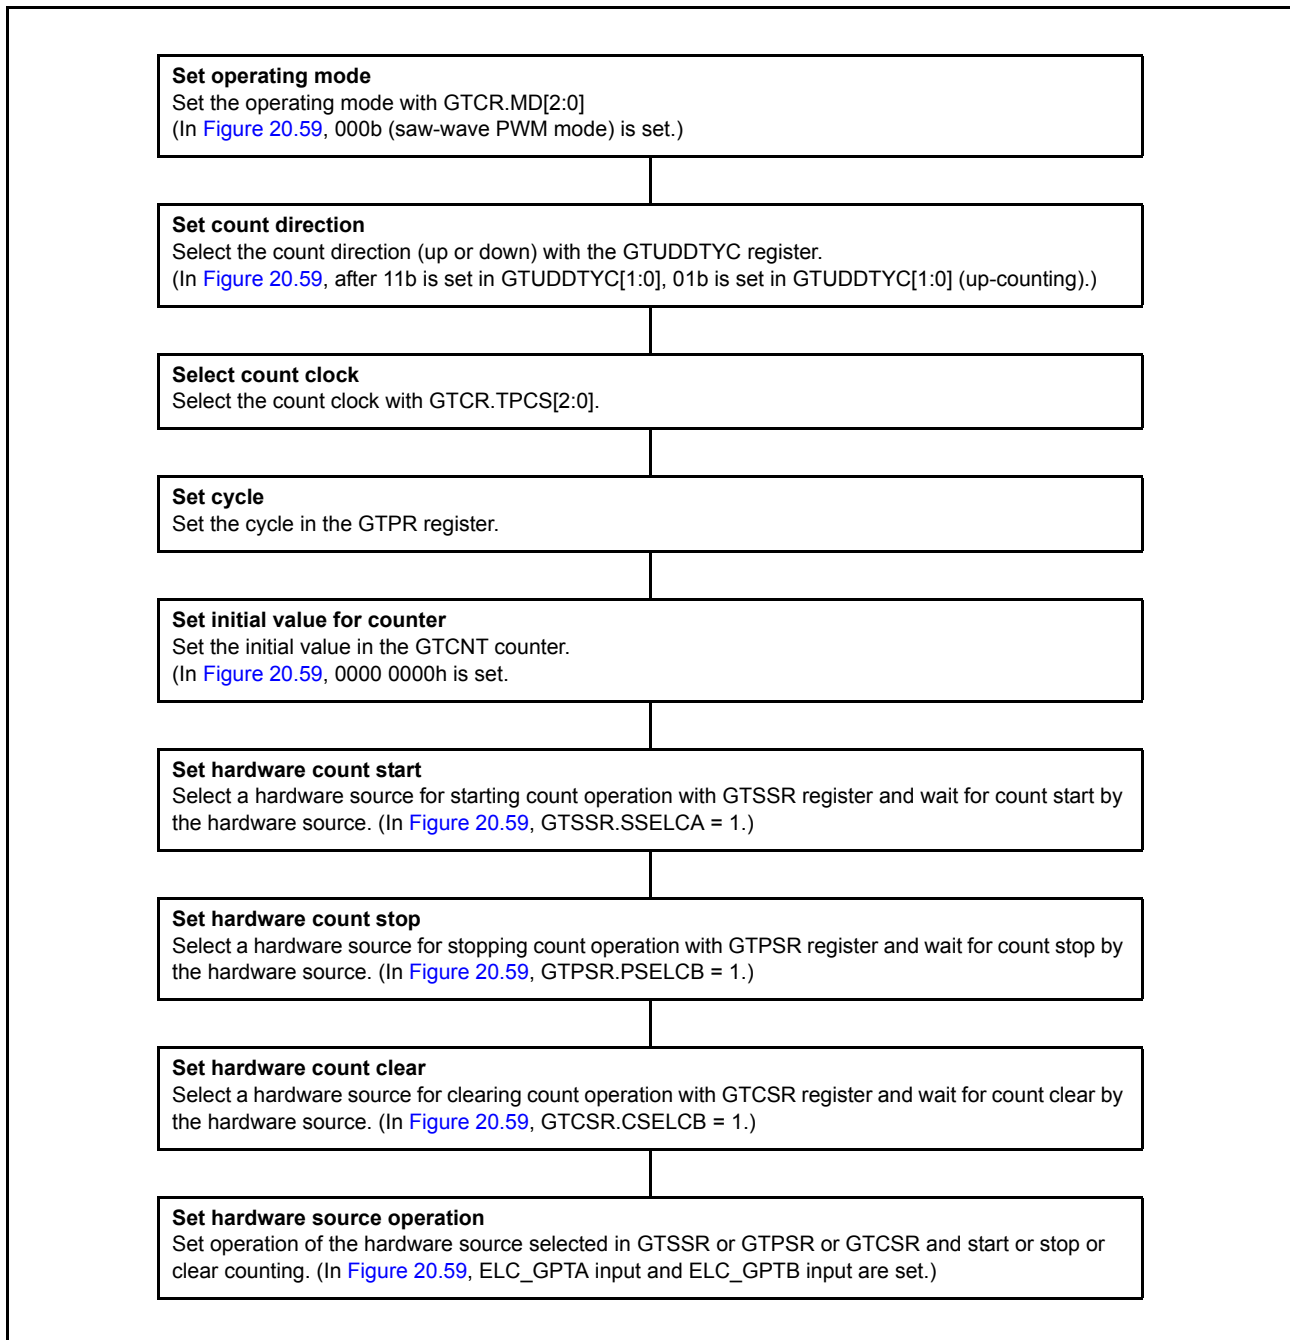 Set operating mode
Set the operating mode with GTCR.MD[2:0]
(In Figure 20.59, 000b (saw-wave PWM mode) is set.)
Set count direction
Select the count direction (up or down) with the GTUDDTYC register.
(In Figure 20.59, after 11b is set in GTUDDTYC[1:0], 01b is set in GTUDDTYC[1:0] (up-counting).)
Select count clock
Select the count clock with GTCR.TPCS[2:0].
Set cycle
Set the cycle in the GTPR register.
Set initial value for counter
Set the initial value in the GTCNT counter.
(In Figure 20.59, 0000 0000h is set.
Set hardware count start
Select a hardware source for starting count operation with GTSSR register and wait for count start by
the hardware source. (In Figure 20.59, GTSSR.SSELCA = 1.)
Set hardware count stop
Select a hardware source for stopping count operation with GTPSR register and wait for count stop by
the hardware source. (In Figure 20.59, GTPSR.PSELCB = 1.)
Set hardware count clear
Select a hardware source for clearing count operation with GTCSR register and wait for count clear by
the hardware source. (In Figure 20.59, GTCSR.CSELCB = 1.)
Set hardware source operation
Set operation of the hardware source selected in GTSSR or GTPSR or GTCSR and start or stop or
clear counting. (In Figure 20.59, ELC_GPTA input and ELC_GPTB input are set.)